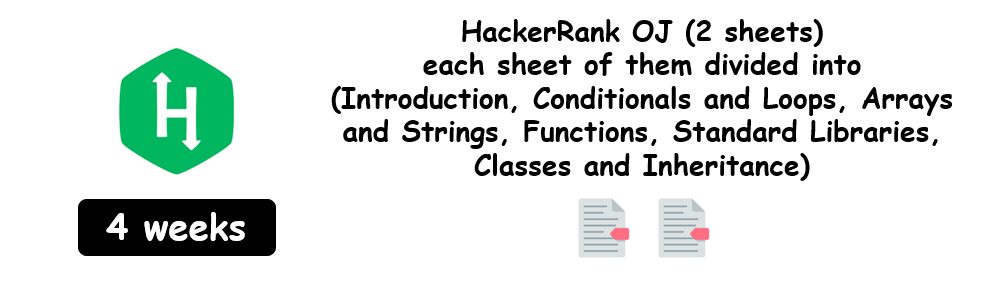 HackerRank OJ (2 sheets)
each sheet of them divided into
(Introduction, Conditionals and Loops, Arrays
and Strings, Functions, Standard Libraries,
Classes and Inheritance)
H
4 weeks